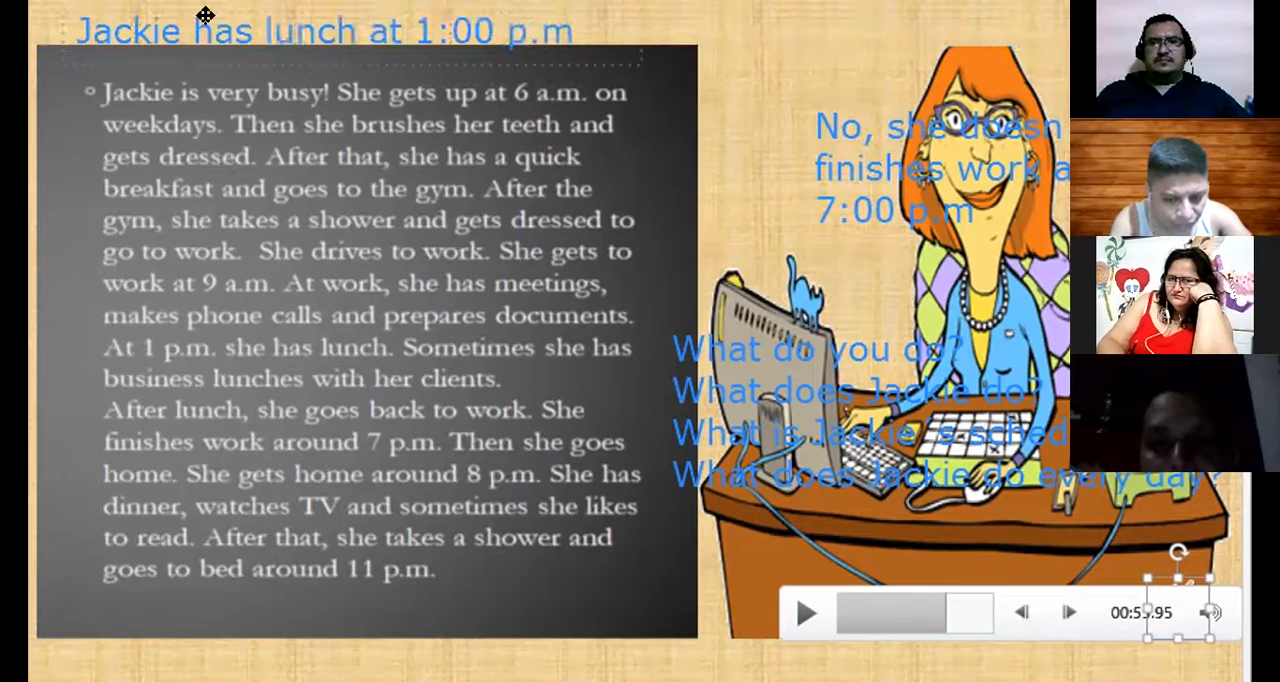 Jackie has lunch at 1:00 p.m
Jackie is very busy! She gets up at 6 a.m. on
weekdays. Then she brushes her teeth and
gets dressed. After that, she has a quick
breakfast and goes to the gym. After the
gym, she takes a shower and gets dressed to
go to work. She drives to work. She gets to
work at 9 a.m. At work, she has meetings,
makes phone calls and prepares documents.
At 1 p.m. she has lunch. Sometimes she has
business lunches with her clients.
After lunch, she goes back to work. She
finishes work around 7 p.m. Then she goes
home. She gets home around 8 p.m. She has
dinner, watches TV and sometimes she likes
to read. After that, she takes a shower and
goes to bed around 11 p.m.
No, she doesn
finishes work a
7:00 p.m
What do you do?
What does Jackie do?
What is Jackie ´s sched
What does Jackie do every day?